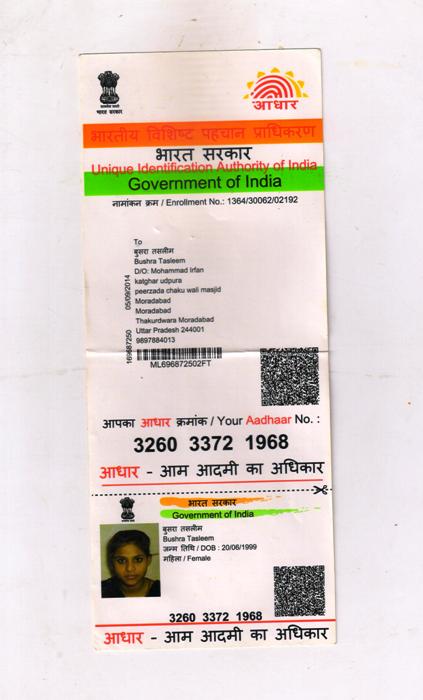 भारत सरकार
आधार
भारतीय विशिष्ट पहचान प्राधिकरण
भारत सरकार
Unique Identification Authority of India
Government of India
नामांकन क्रम / Enrollment No.: 1364/30062/02192
To
बुसरा तसलीम
Bushra Tasleem
D/O: Mohammad Irfan
katghar udpura
peerzada chaku wali masjid
Moradabad
Moradabad
Thakurdwara Moradabad
Uttar Pradesh 244001
9897884013
05/09/2014
ML696872502FT
आपका आधार क्रमांक / Your Aadhaar No. :
3260 3372 1968
आधार - आम आदमी का अधिकार
भारत सरकार
Government of India
बुसरा तसलीम
Bushra Tasleem
जन्म तिथि / DOB : 20/06/1999
महिला / Female
3260 3372 1968
आधार - आम आदमी का अधिकार